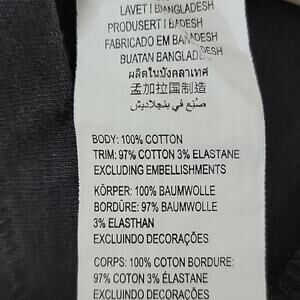 LAVET I BANGLADESH
PRODUSERT I BANGLADESH
FABRICADO EM BANGLADESH
BUATAN BANGLADESH
ผลิตในบังคลาเทศ
孟加拉国制造
صنع في بنجلاديش
BODY: 100% COTTON
TRIM: 97% COTTON 3% ELASTANE
EXCLUDING EMBELLISHMENTS
KÖRPER: 100% BAUMWOLLE
BORDÜRE: 97% BAUMWOLLE
3% ELASTHAN
EXCLUINDO DECORAÇÕES
CORPS: 100% COTON BORDURE:
97% COTON 3% ÉLASTANE
EXCLUINDO DECORAÇÕES